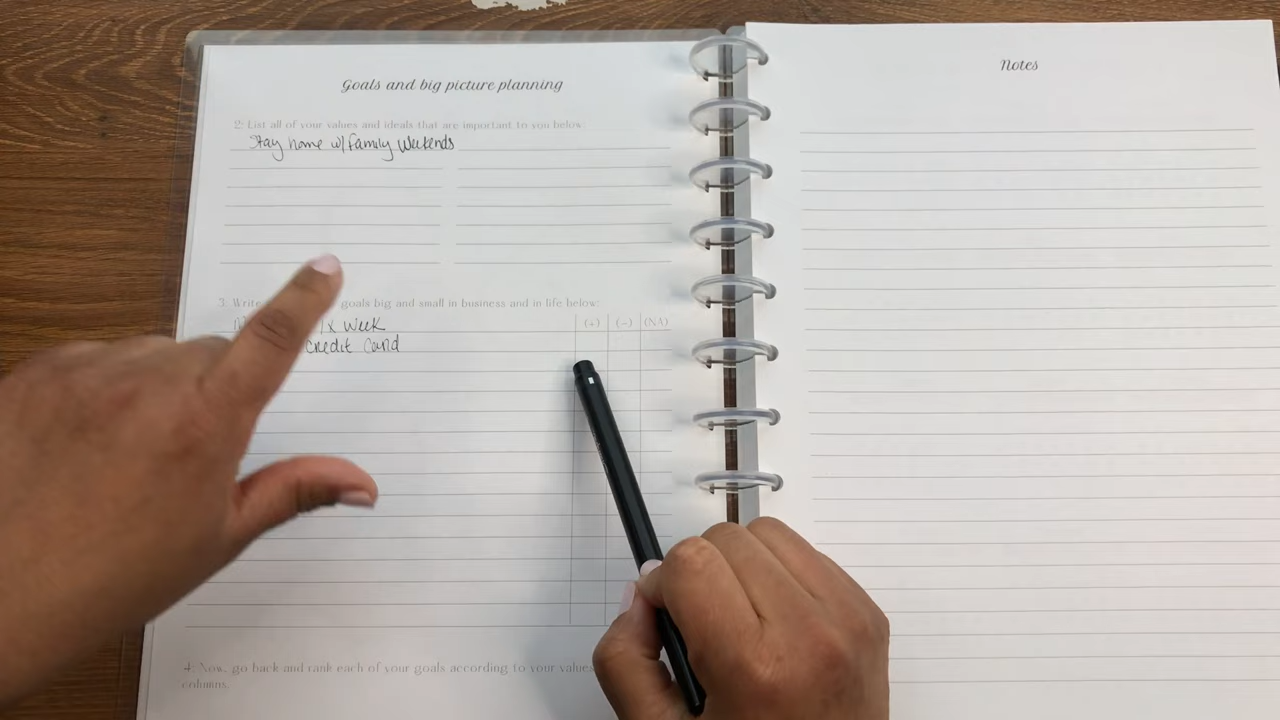 Goals and big picture planning
2: List all of your values and ideals that are important to you below:
Stay home w/ family weekends
3. Write goals big and small in business and in life below:
(+) (-) (NA)
1x week
credit card
4: Now, go back and rank each of your goals according to your values
columns.
Notes